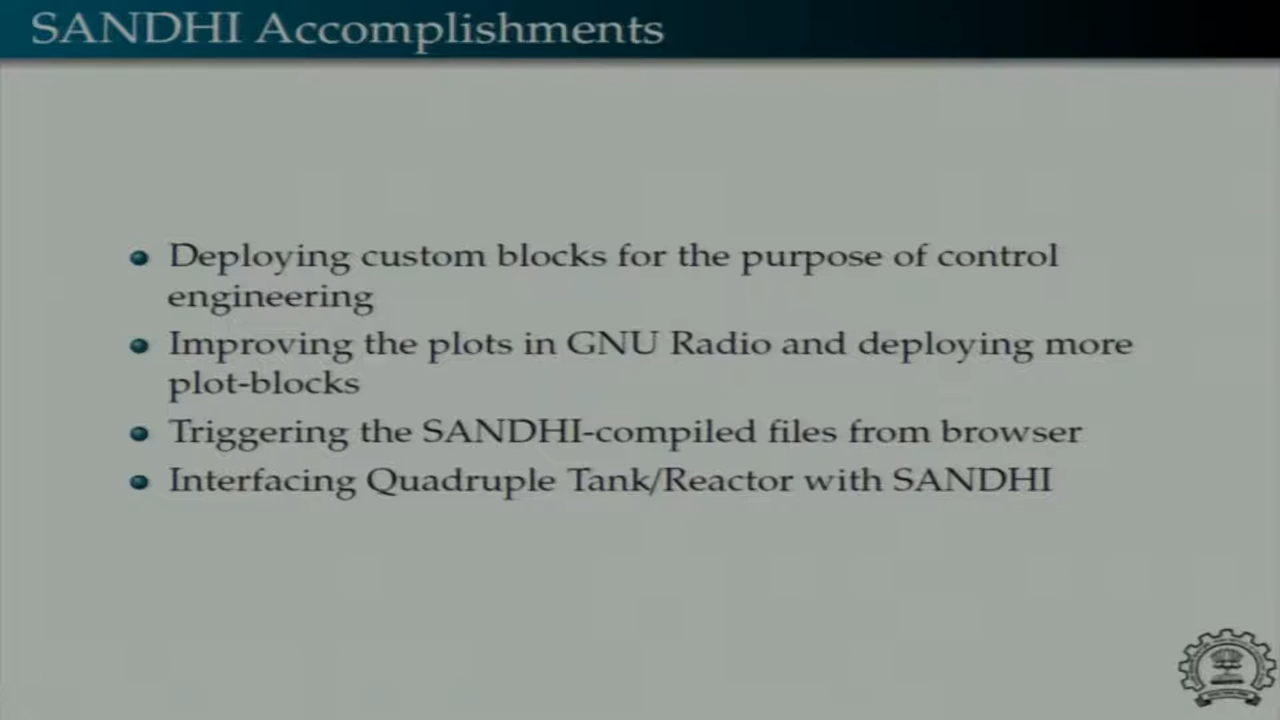 SANDHI Accomplishments
Deploying custom blocks for the purpose of control
engineering
Improving the plots in GNU Radio and deploying more
plot-blocks
Triggering the SANDHI-compiled files from browser
Interfacing Quadruple Tank/Reactor with SANDHI